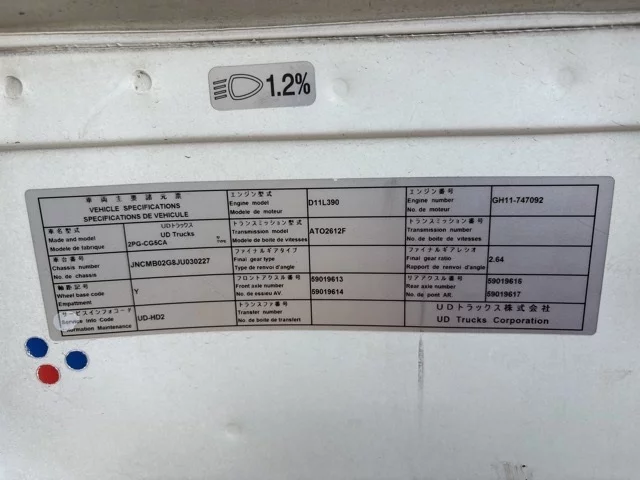 1.2%
車両主要諸元表
VEHICLE SPECIFICATIONS
SPECIFICATIONS DE VEHICULE
車名型式
Make and model
Modele de fabrique
UDトラックス
UD Trucks
2PG-CG5CA
車台番号
Chassis number
No. de chassis
JNCMB02G8JU030227
軸距記号
Wheel base code
Empattement
Y
サービスインフォコード
Service info Code
Information Maintenance
UD-HD2
エンジン型式
Engine model
Modele de moteur
D11L390
トランスミッション型式
Transmission model
Modele de boite de vitesses
ATO2612F
ファイナルギアタイプ
Final gear type
Type de renvoi d'angle
フロントアクスル番号
Front axle number
No. de essieu AV.
59019613
59019614
トランスファ番号
Transfer number
No. de boite de transfert
エンジン番号
Engine number
No. de moteur
GH11-747092
トランスミッション番号
Transmission number
No. de boite de vitesses
ファイナルギアレシオ
Final gear ratio
Rapport de renvoi d'angle
2.64
リアアクスル番号
Rear axle number
No. du pont AR.
59019616
59019617
UDトラックス株式会社
UD Trucks Corporation